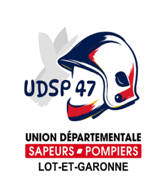 UDSP 47
UNION DÉPARTEMENTALE
SAPEURS-POMPIERS
LOT-ET-GARONNE